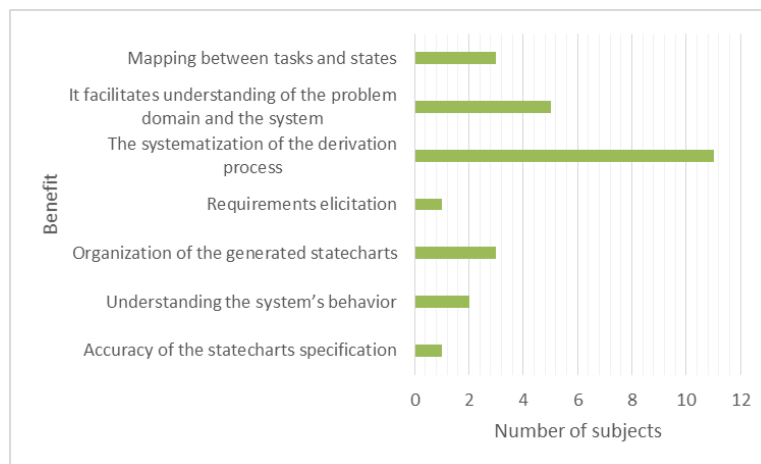 Mapping between tasks and states
It facilitates understanding of the problem
domain and the system
The systematization of the derivation
process
Requirements elicitation
Organization of the generated statecharts
Understanding the system's behavior
Accuracy of the statecharts specification
Benefit
0 2 4 6 8 10 12
Number of subjects